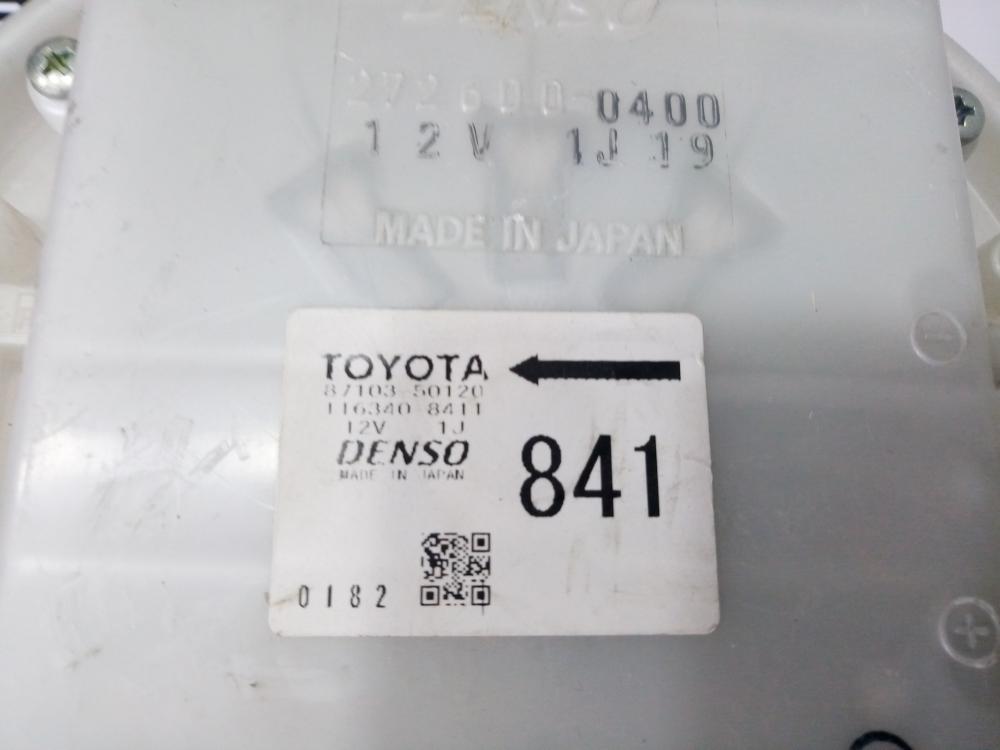 DENSO
272600-0400
12V 1J 19
MADE IN JAPAN
TOYOTA
87103-50120
116340-8411
12V 1J
DENSO
MADE IN JAPAN
841
0182